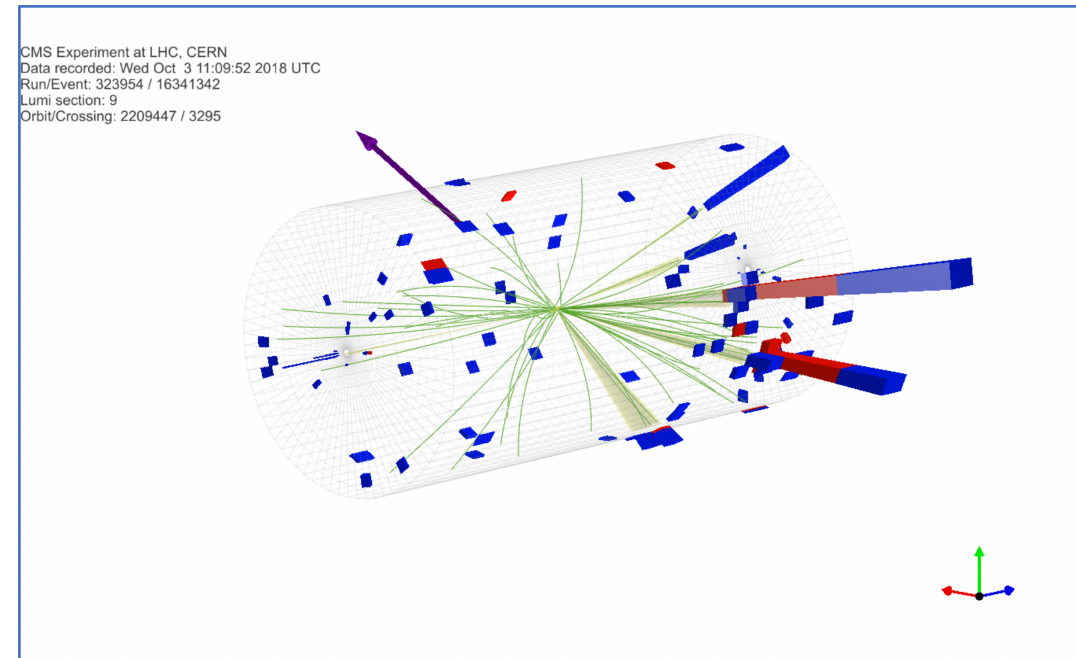 CMS Experiment at LHC, CERN
Data recorded: Wed Oct  3 11:09:52 2018 UTC
Run/Event: 323954 / 16341342
Lumi section: 9
Orbit/Crossing: 2209447 / 3295